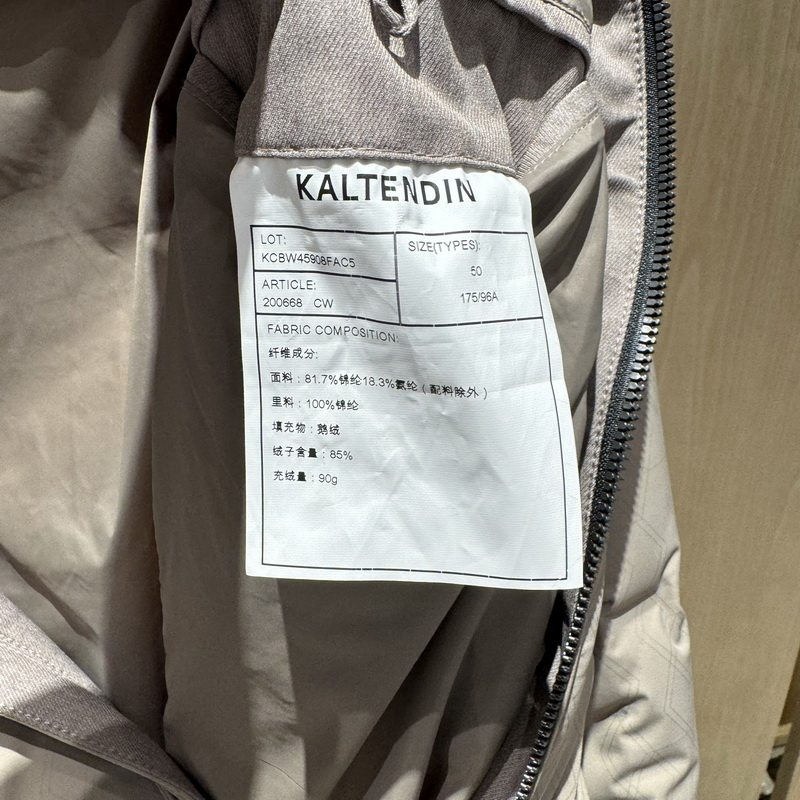 KALTENDIN
LOT:
KCBW45908FAC5
ARTICLE:
200668 CW
SIZE(TYPES):
50
175/96A
FABRIC COMPOSITION:
纤维成分:
面料：81.7%锦纶18.3%氨纶（配料除外）
里料：100%锦纶
填充物：鹅绒
绒子含量：85%
充绒量：90g